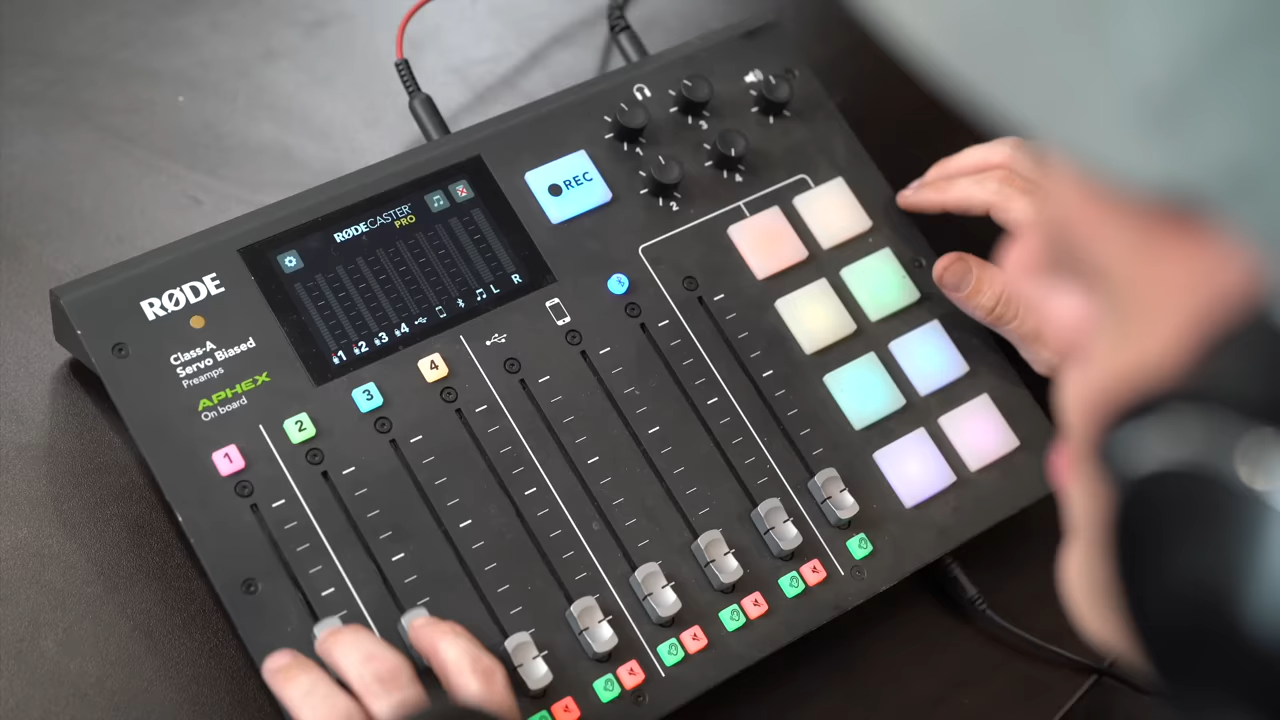 RØDE
Class-A
Servo Biased
Preamps
APHEX
On board
RØDECASTER
PRO
1 2 3 4 L R
REC
1
2
3
4
1
2
3
4